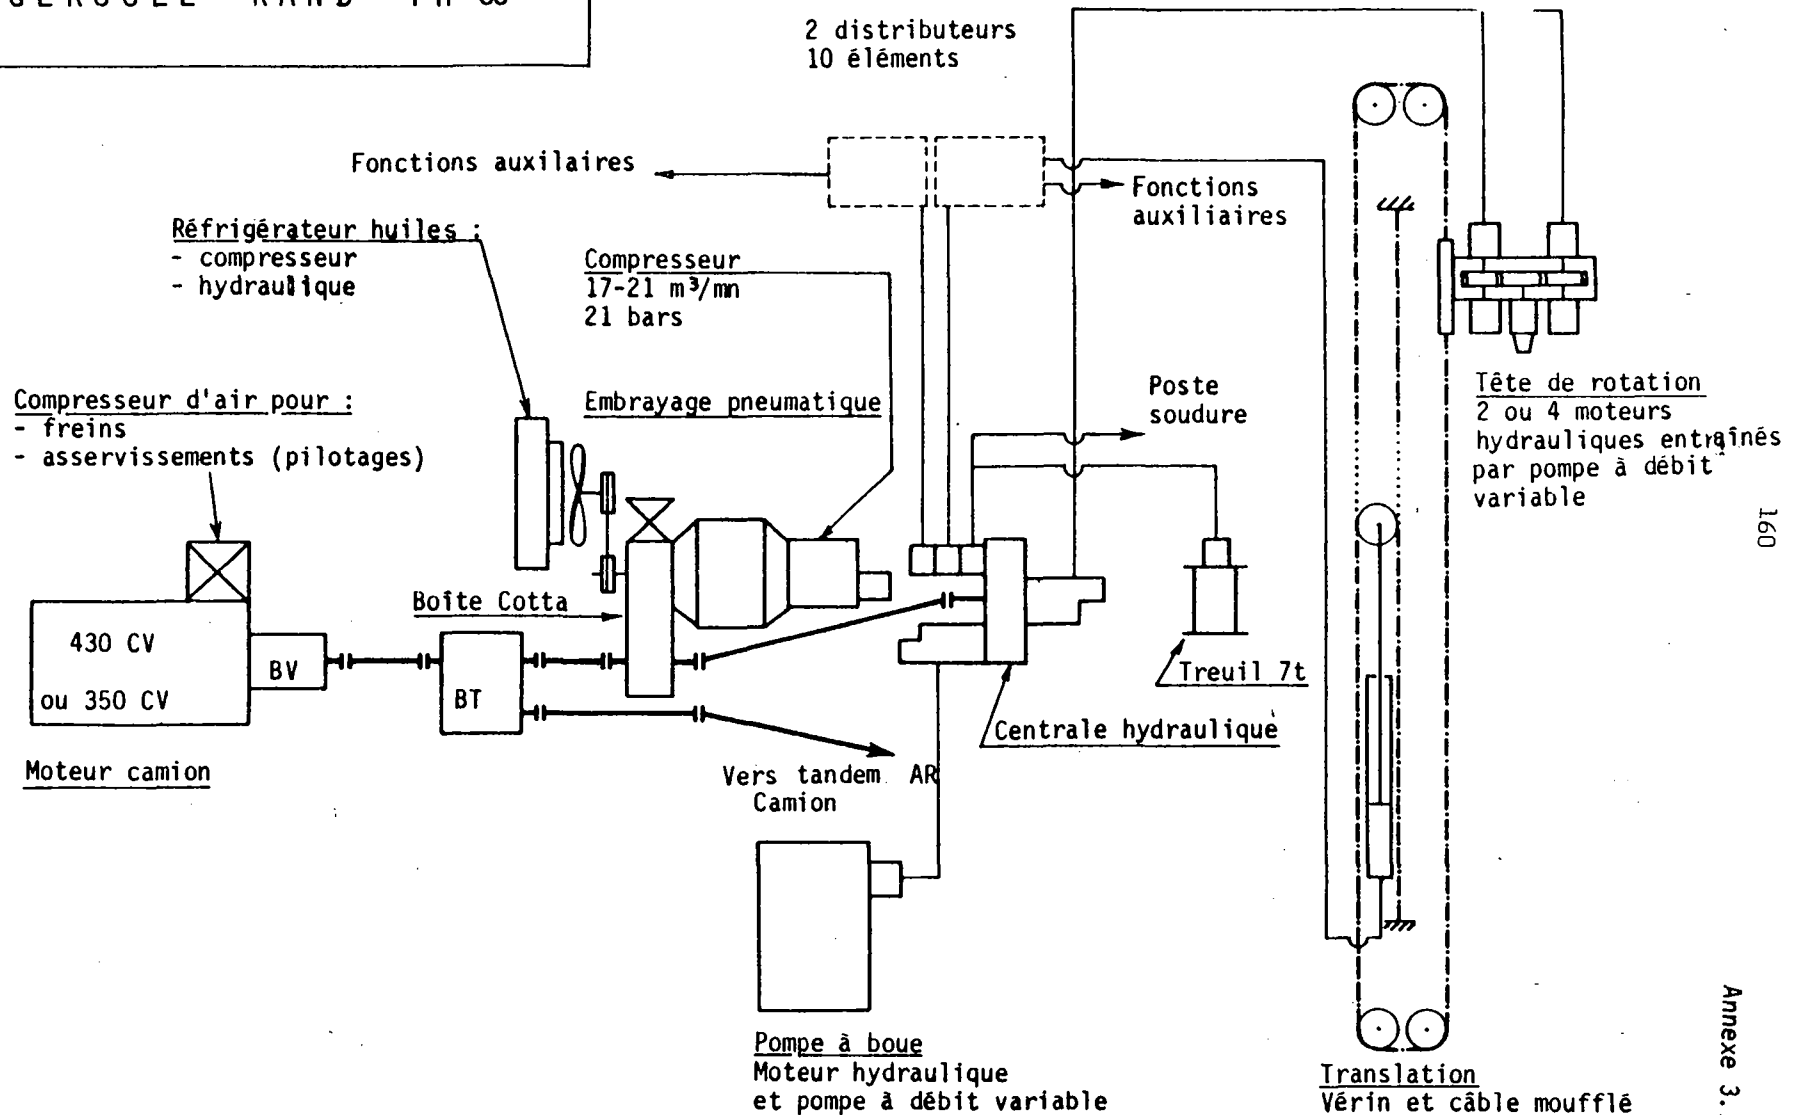 2 distributeurs
10 éléments
Fonctions auxilaires
Fonctions
auxiliaires
Réfrigérateur huiles :
- compresseur
- hydraulique
Compresseur
17-21 m³/mn
21 bars
Compresseur d'air pour :
- freins
- asservissements (pilotages)
Embrayage pneumatique
Poste
soudure
Tête de rotation
2 ou 4 moteurs
hydrauliques entraînés
par pompe à débit
variable
160
Boîte Cotta
430 CV
ou 350 CV
BV
BT
Treuil 7t
Centrale hydraulique
Moteur camion
Vers tandem AR
Camion
Pompe à boue
Moteur hydraulique
et pompe à débit variable
Translation
Vérin et câble moufflé
Annexe 3.